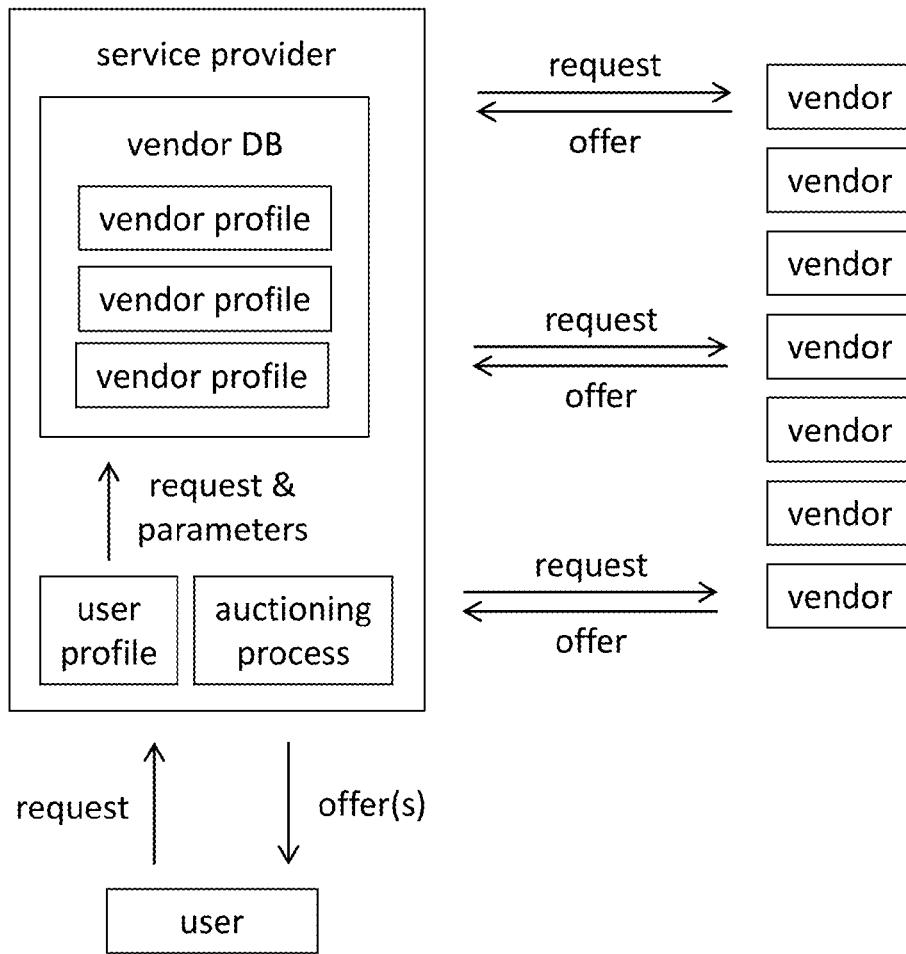 service provider
vendor DB
vendor profile
vendor profile
vendor profile
request &
parameters
user
profile
auctioning
process
request
offer
request
offer
request
offer
vendor
vendor
vendor
vendor
vendor
vendor
vendor
request
offer(s)
user